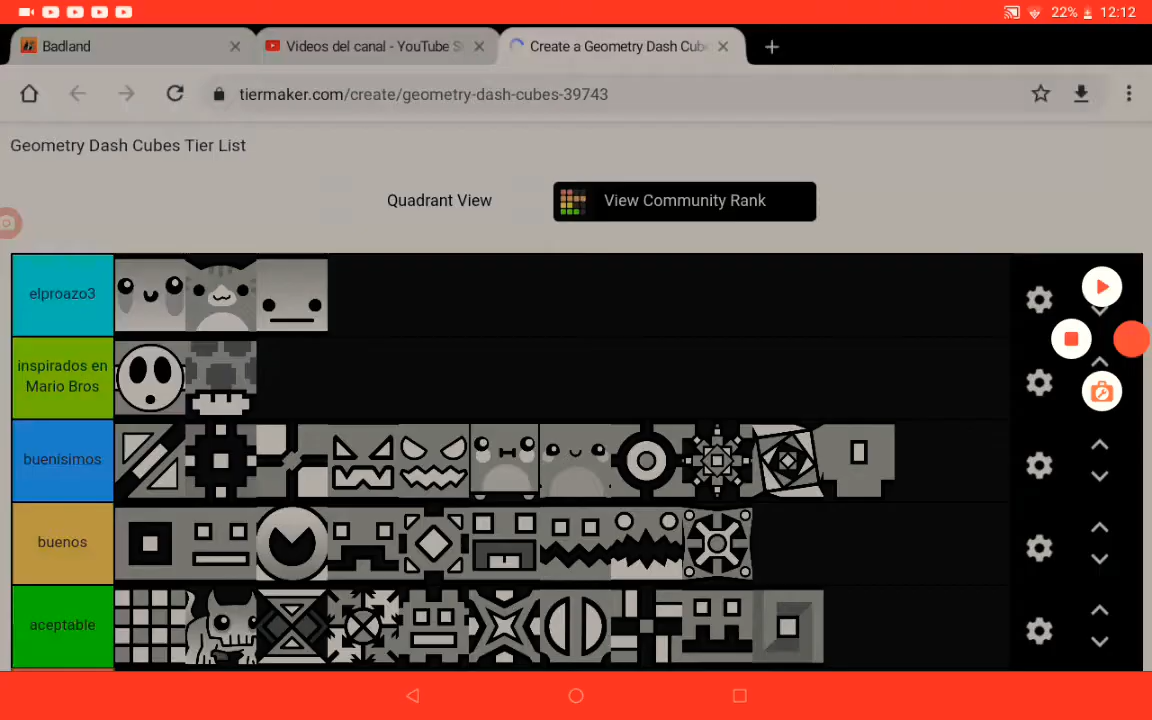 22% 12:12
Badland
Videos del canal - YouTube S
Create a Geometry Dash Cub
tiermaker.com/create/geometry-dash-cubes-39743
Geometry Dash Cubes Tier List
Quadrant View
View Community Rank
elproazo3
inspirados en
Mario Bros
buenísimos
buenos
aceptable